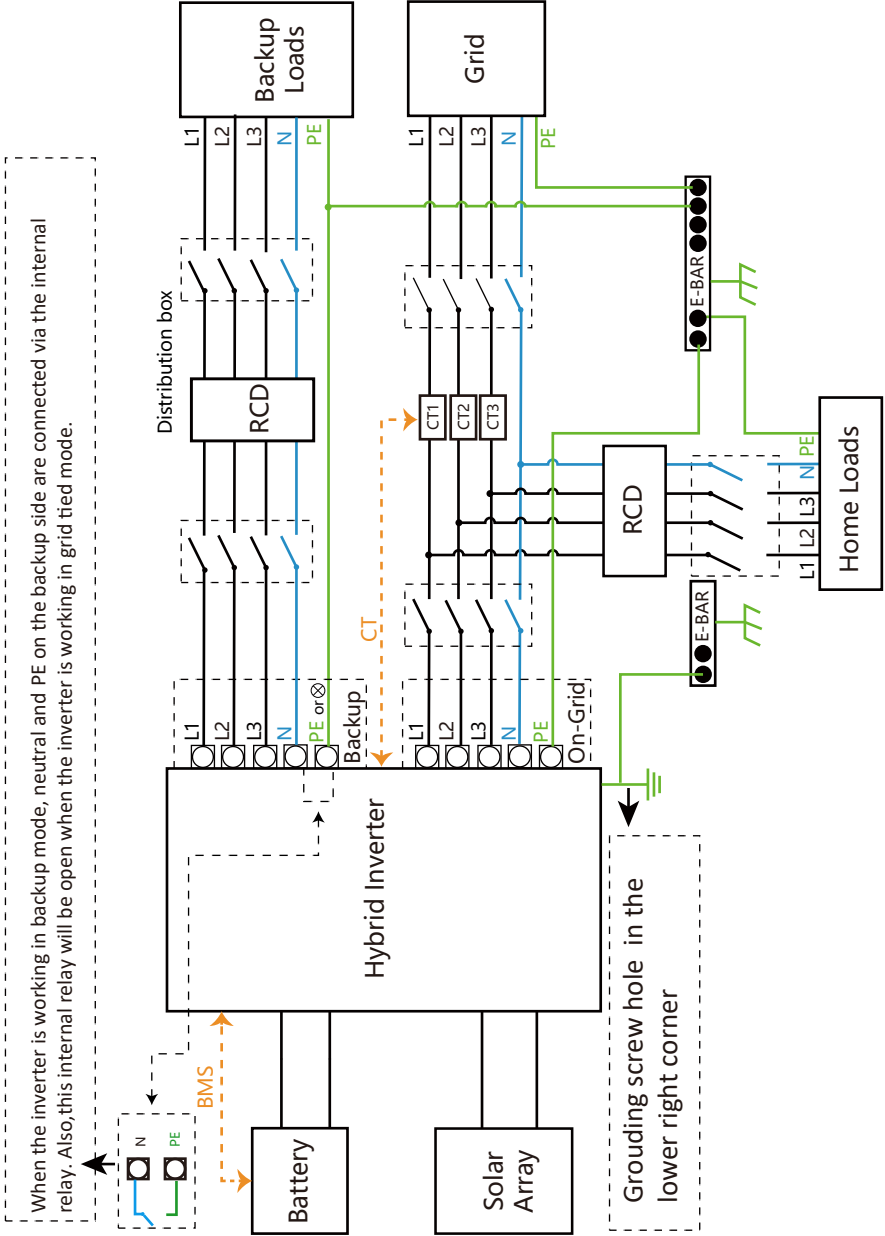 When the inverter is working in backup mode, neutral and PE on the backup side are connected via the internal
relay. Also,this internal relay will be open when the inverter is working in grid tied mode.
N
PE
BMS
Battery
Solar
Array
Hybrid Inverter
Grouding screw hole in the
lower right corner
L1
L2
L3
N
PE or
Backup
CT
L1
L2
L3
N
PE
On-Grid
Distribution box
RCD
CT1
CT2
CT3
RCD
L1
L2
L3
N
PE
Backup
Loads
L1
L2
L3
N
PE
Grid
E-BAR
E-BAR
L1
L2
L3
N
PE
Home Loads